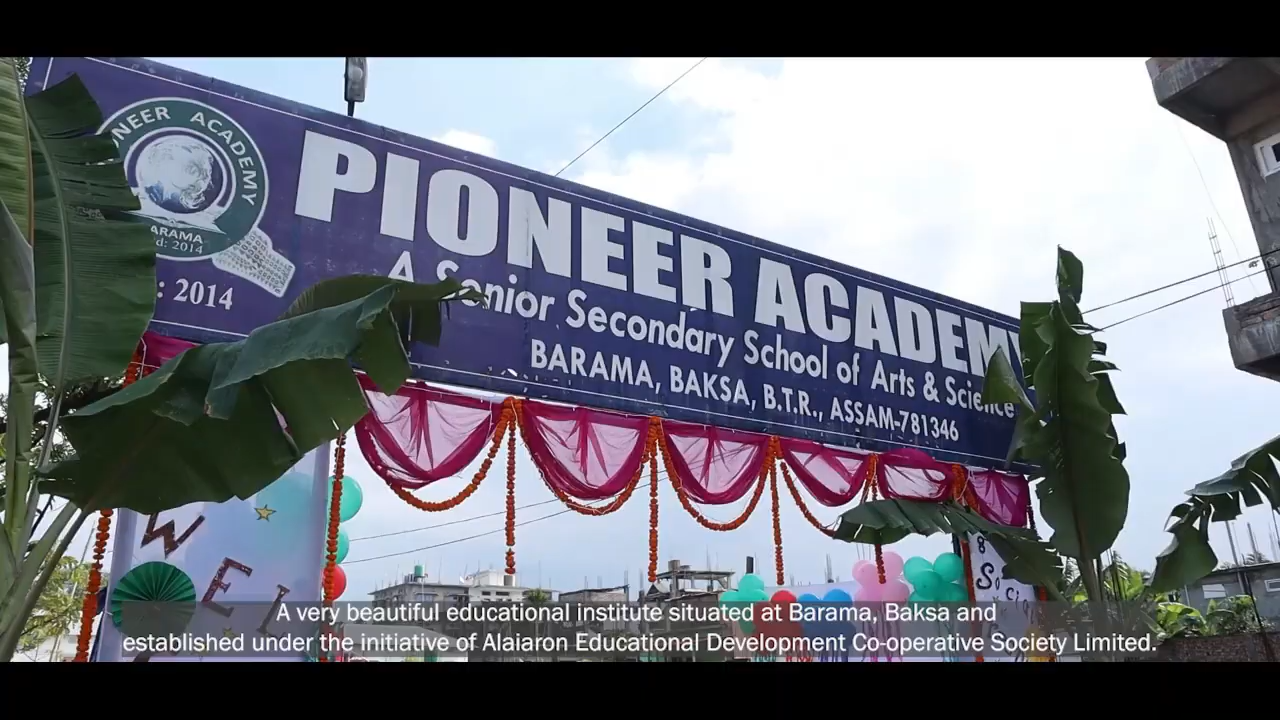 PIONEER ACADEMY
BARAMA
: 2014
: 2014
PIONEER ACADEMY
A Senior Secondary School of Arts & Science
BARAMA, BAKSA, B.T.R., ASSAM-781346
W
E
L
A very beautiful educational institute situated at Barama, Baksa and
established under the initiative of Alaiaron Educational Development Co-operative Society Limited.